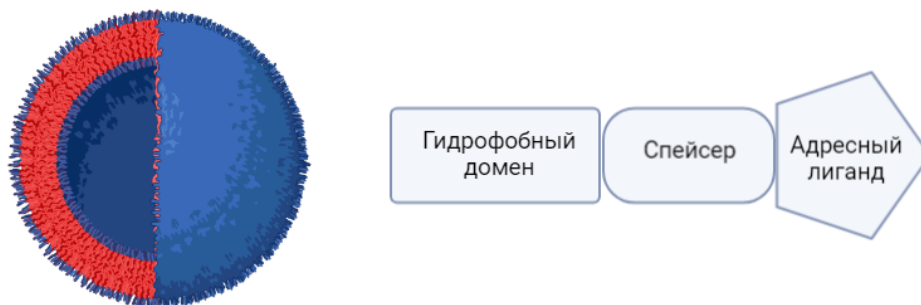 Гидрофобный
домен
Спейсер
Адресный
лиганд